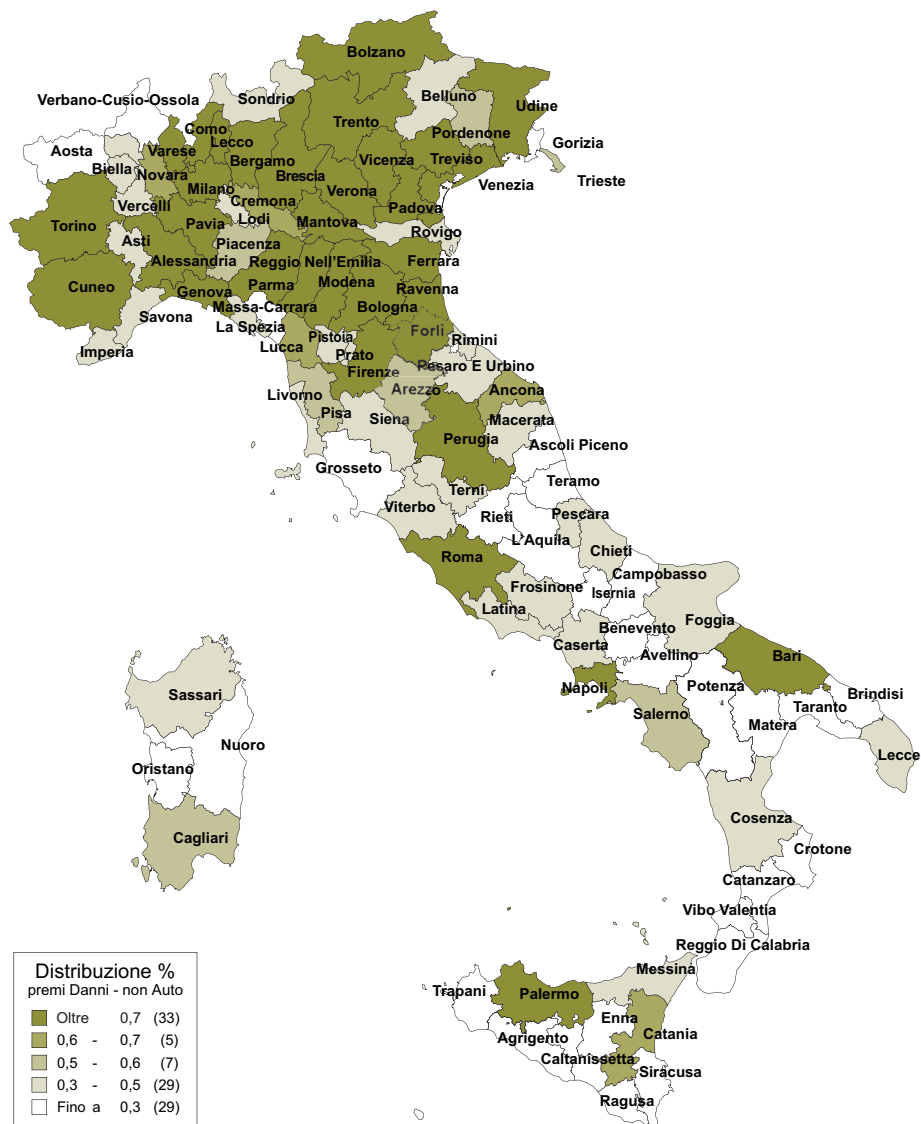 Bolzano
Verbano-Cusio-Ossola
Sondrio
Belluno
Udine
Como
Trento
Pordenone
Gorizia
Aosta
Varese
Lecco
Bergamo
Vicenza
Treviso
Biella
Novara
Brescia
Trieste
Milano
Verona
Venezia
Vercelli
Cremona
Padova
Lodi
Torino
Pavia
Mantova
Rovigo
Asti
Piacenza
Alessandria
Reggio Nell'Emilia
Ferrara
Cuneo
Genova
Parma
Modena
Ravenna
Massa-Carrara
Bologna
Savona
La Spezia
Forlì
Pistoia
Rimini
Imperia
Lucca
Prato
Firenze
Pesaro E Urbino
Livorno
Arezzo
Ancona
Pisa
Siena
Macerata
Perugia
Ascoli Piceno
Grosseto
Teramo
Terni
Viterbo
Rieti
Pescara
L'Aquila
Roma
Chieti
Campobasso
Frosinone
Isernia
Latina
Foggia
Benevento
Caserta
Avellino
Bari
Napoli
Potenza
Brindisi
Sassari
Salerno
Taranto
Matera
Nuoro
Lecce
Oristano
Cosenza
Cagliari
Crotone
Catanzaro
Vibo Valentia
Reggio Di Calabria
Messina
Trapani
Palermo
Enna
Agrigento
Catania
Caltanissetta
Siracusa
Ragusa
Distribuzione %
premi Danni - non Auto
Oltre 0,7 (33)
0,6 - 0,7 (5)
0,5 - 0,6 (7)
0,3 - 0,5 (29)
Fino a 0,3 (29)